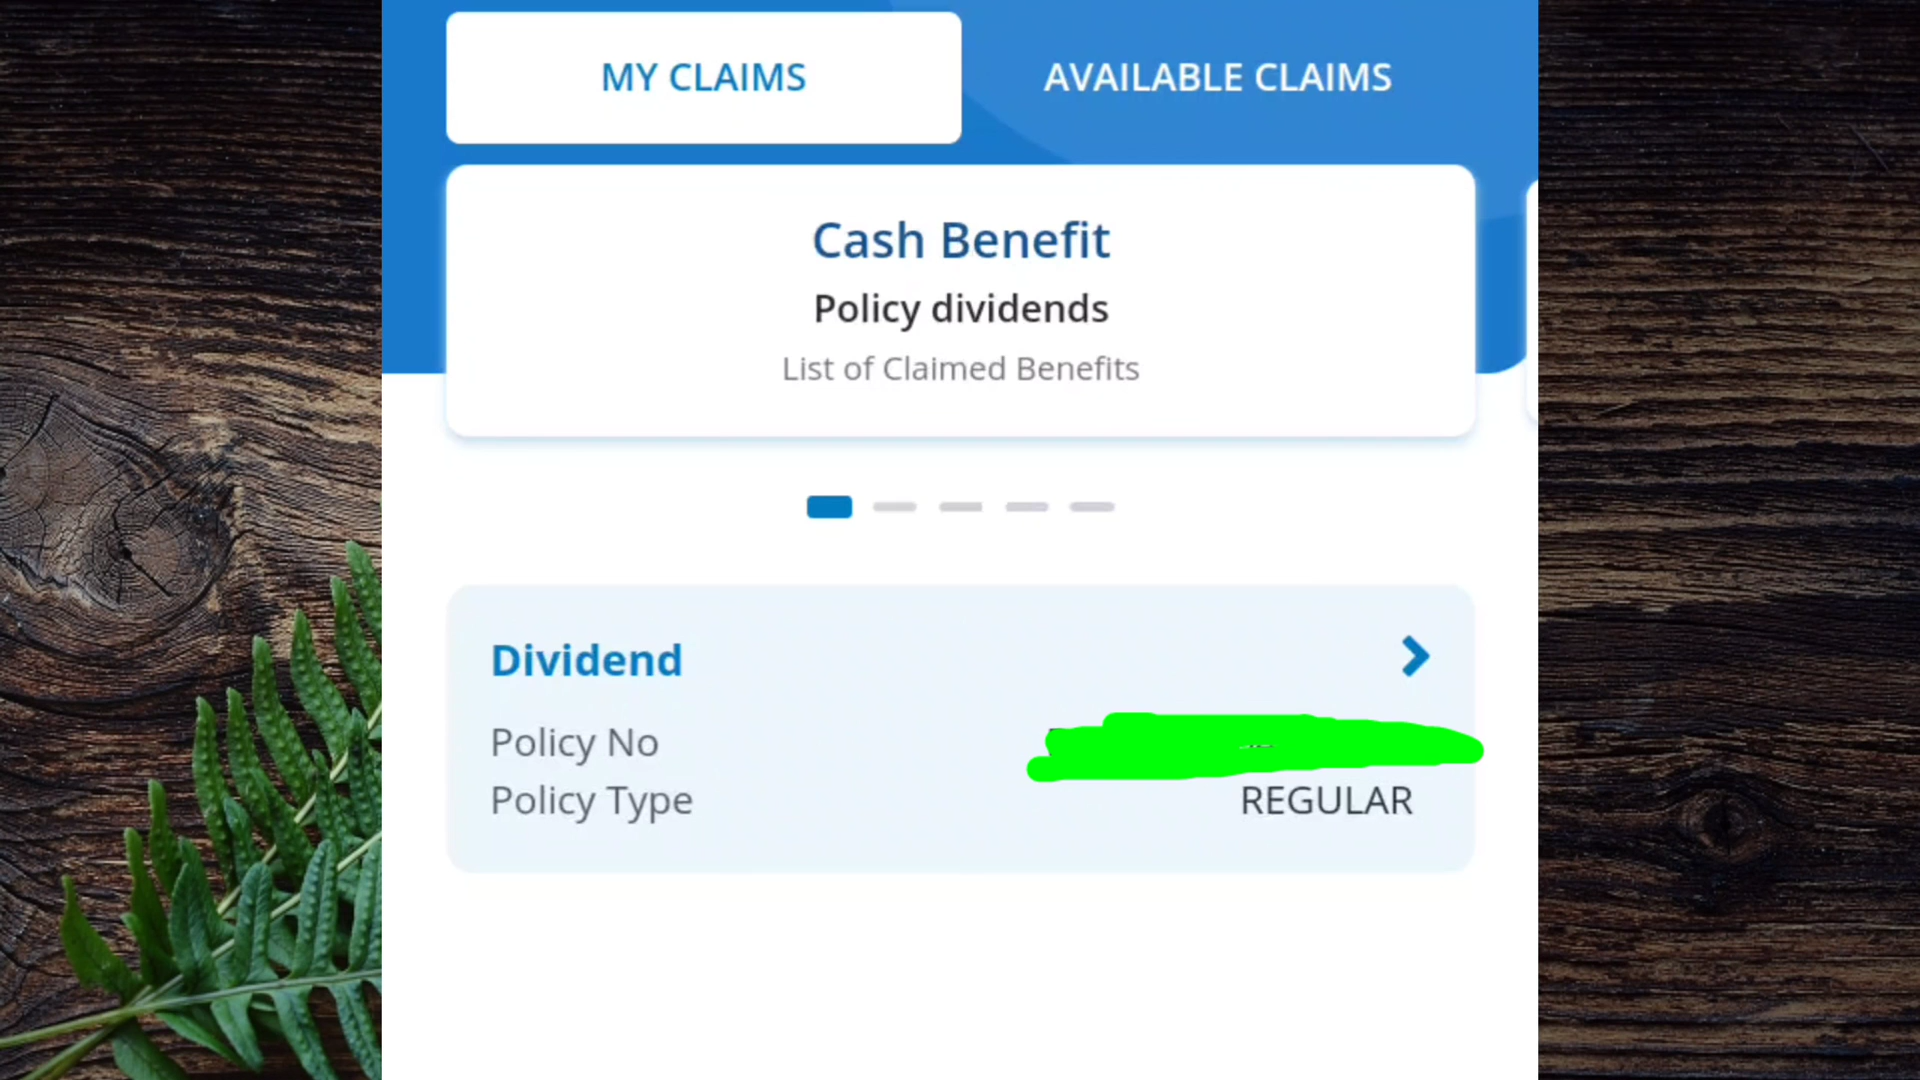 MY CLAIMS
AVAILABLE CLAIMS
Cash Benefit
Policy dividends
List of Claimed Benefits
Dividend
Policy No
Policy Type REGULAR